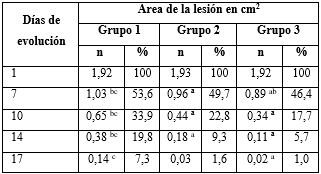 Días de evolución
Area de la lesión en cm2
Grupo 1 Grupo 2 Grupo 3
n % n % n %
1 1,92 100 1,93 100 1,92 100
7 1,03 bc 53,6 0,96 a 49,7 0,89 ab 46,4
10 0,65 bc 33,9 0,44 a 22,8 0,34 a 17,7
14 0,38 bc 19,8 0,18 a 9,3 0,11 a 5,7
17 0,14 c 7,3 0,03 1,6 0,02 a 1,0